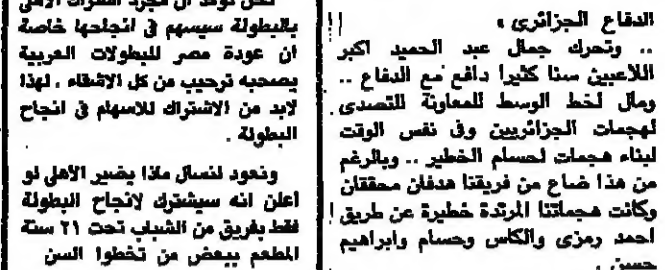 الدفاع الجزائرى »
.. وتحرك جمال عبد الحميد اكبر
اللاعبين سنا كثيرا دافع مع الدفاع ..
ومال لخط الوسط للمعاونة للتصدى
لهجمات الجزائريين وفى نفس الوقت
لبناء هجمات لحسام الخطير .. وبالرغم
من هذا ضاع من فريقنا هدفان محققان
وكانت هجماتنا المرتدة خطيرة عن طريق
احمد رمزى والكاس وحسام وابراهيم
حسن .
نحن نؤكد ان مجرد اشتراك الاهلى
بالبطولة سيسهم فى انجاحها خاصة
ان عودة مصر للبطولات العربية
يصحبه ترحيب من كل الاشقاء . لهذا
لابد من الاشتراك للاسهام فى انجاح
البطولة .
ونعود لنسال ماذا يضير الأهلى لو
أعلن انه سيشترك لانجاح البطولة
فقط بفريق من الشباب تحت ٢١ سنة
المطعم ببعض من تخطوا السن